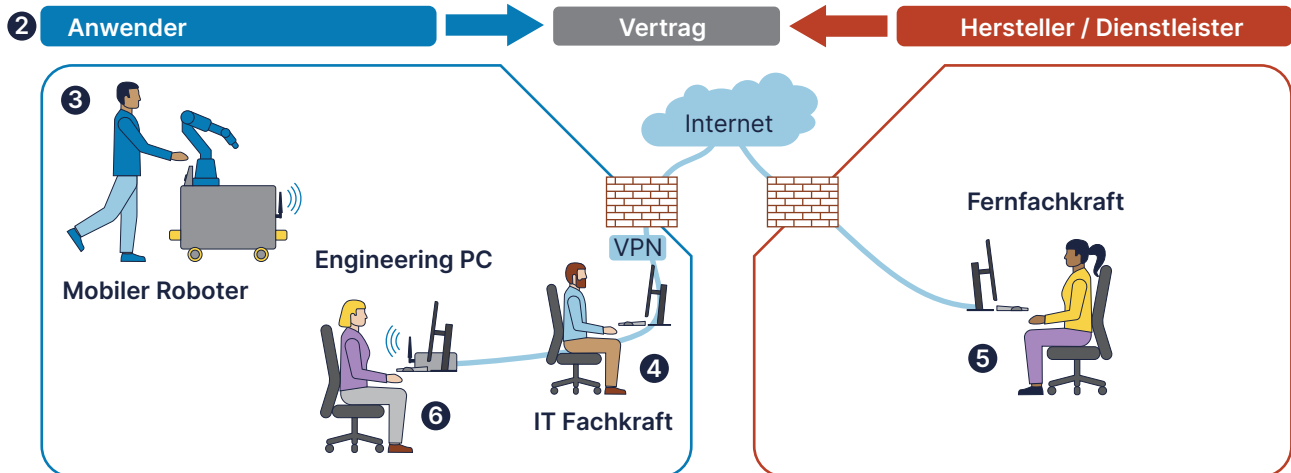 2 Anwender
Vertrag
Hersteller / Dienstleister
3
Internet
Mobiler Roboter
Engineering PC
VPN
Fernfachkraft
6
4
IT Fachkraft
5